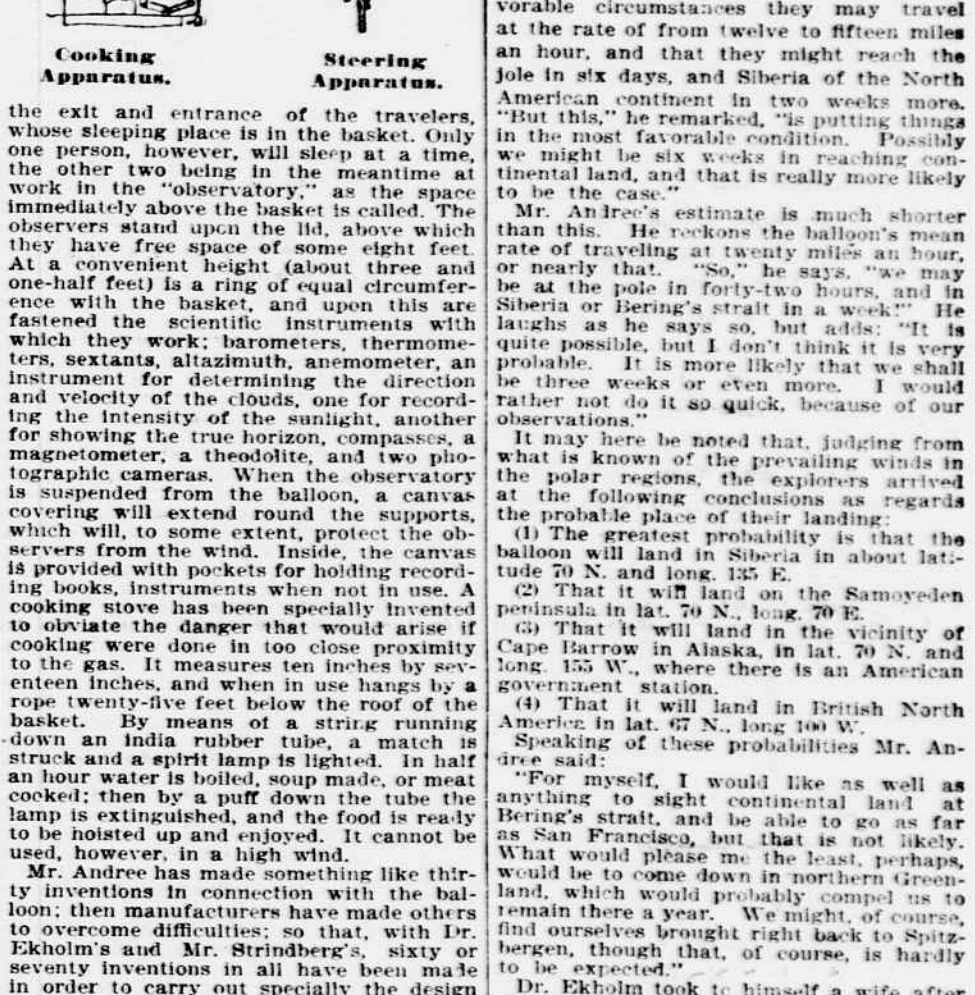 Cooking
Apparatus.
Steering
Apparatus.
the exit and entrance of the travelers,
whose sleeping place is in the basket. Only
one person, however, will sleep at a time,
the other two being in the meantime at
work in the "observatory," as the space
immediately above the basket is called. The
observers stand upon the lid, above which
they have free space of some eight feet.
At a convenient height (about three and
one-half feet) is a ring of equal circumfer-
ence with the basket, and upon this are
fastened the scientific instruments with
which they work; barometers, thermome-
ters, sextants, altazimuth, anemometer, an
instrument for determining the direction
and velocity of the clouds, one for record-
ing the intensity of the sunlight, another
for showing the true horizon, compasses, a
magnetometer, a theodolite, and two pho-
tographic cameras. When the observatory
is suspended from the balloon, a canvas
covering will extend round the supports,
which will, to some extent, protect the ob-
servers from the wind. Inside, the canvas
is provided with pockets for holding record-
ing books, instruments when not in use. A
cooking stove has been specially invented
to obviate the danger that would arise if
cooking were done in too close proximity
to the gas. It measures ten inches by sev-
enteen inches, and when in use hangs by a
rope twenty-five feet below the roof of the
basket. By means of a string running
down an india rubber tube, a match is
struck and a spirit lamp is lighted. In half
an hour water is boiled, soup made, or meat
cooked; then by a puff down the tube the
lamp is extinguished, and the food is ready
to be hoisted up and enjoyed. It cannot be
used, however, in a high wind.
Mr. Andree has made something like thir-
ty inventions in connection with the bal-
loon; then manufacturers have made others
to overcome difficulties; so that, with Dr.
Ekholm's and Mr. Strindberg's, sixty or
seventy inventions in all have been made
in order to carry out specially the design
vorable circumstances they may travel
at the rate of from twelve to fifteen miles
an hour, and that they might reach the
jole in six days, and Siberia of the North
American continent in two weeks more.
"But this," he remarked, "is putting things
in the most favorable condition. Possibly
we might be six weeks in reaching con-
tinental land, and that is really more likely
to be the case."
Mr. Andree's estimate is much shorter
than this. He reckons the balloon's mean
rate of traveling at twenty miles an hour,
or nearly that. "So," he says, "we may
be at the pole in forty-two hours, and in
Siberia or Bering's strait in a week!" He
laughs as he says so, but adds: "It is
quite possible, but I don't think it is very
probable. It is more likely that we shall
be three weeks or even more. I would
rather not do it so quick, because of our
observations."
It may here be noted that, judging from
what is known of the prevailing winds in
the polar regions, the explorers arrived
at the following conclusions as regards
the probable place of their landing:
(1) The greatest probability is that the
balloon will land in Siberia in about lati-
tude 70 N. and long. 135 E.
(2) That it will land on the Samoyeden
peninsula in lat. 70 N., long. 70 E.
(3) That it will land in the vicinity of
Cape Barrow in Alaska, in lat. 70 N. and
long. 155 W., where there is an American
government station.
(4) That it will land in British North
America in lat. 67 N., long 100 W.
Speaking of these probabilities Mr. An-
dree said:
"For myself, I would like as well as
anything to sight continental land at
Bering's strait, and be able to go as far
as San Francisco, but that is not likely.
What would please me the least, perhaps,
would be to come down in northern Green-
land, which would probably compel us to
remain there a year. We might, of course,
find ourselves brought right back to Spitz-
bergen, though that, of course, is hardly
to be expected."
Dr. Ekholm took to himself a wife after